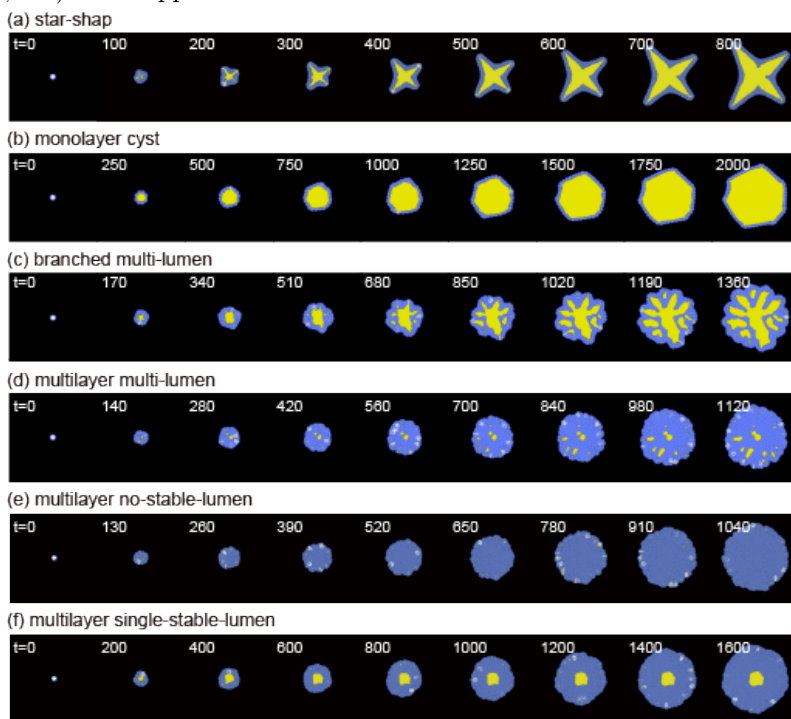 (a) star-shap
t=0 100 200 300 400 500 600 700 800
(b) monolayer cyst
t=0 250 500 750 1000 1250 1500 1750 2000
(c) branched multi-lumen
t=0 170 340 510 680 850 1020 1190 1360
(d) multilayer multi-lumen
t=0 140 280 420 560 700 840 980 1120
(e) multilayer no-stable-lumen
t=0 130 260 390 520 650 780 910 1040
(f) multilayer single-stable-lumen
t=0 200 400 600 800 1000 1200 1400 1600